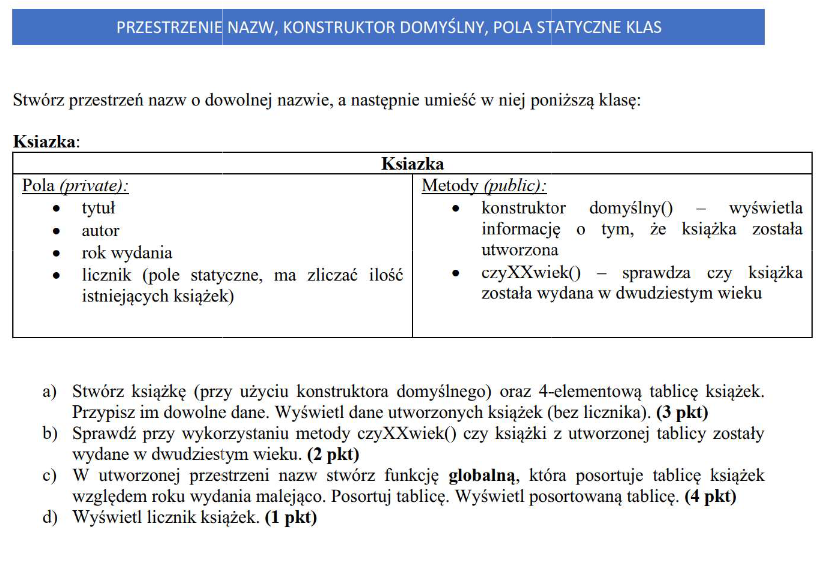 PRZESTRZENIE NAZW, KONSTRUKTOR DOMYŚLNY, POLA STATYCZNE KLAS
Stwórz przestrzeń nazw o dowolnej nazwie, a następnie umieść w niej poniższą klasę:
Ksiazka:
Ksiazka
Pola (private):
• tytuł
• autor
• rok wydania
• licznik (pole statyczne, ma zliczać ilość
istniejących książek)
Metody (public):
• konstruktor domyślny() – wyświetla
informację o tym, że książka została
utworzona
• czyXXwiek() – sprawdza czy książka
została wydana w dwudziestym wieku
a) Stwórz książkę (przy użyciu konstruktora domyślnego) oraz 4-elementową tablicę książek.
Przypisz im dowolne dane. Wyświetl dane utworzonych książek (bez licznika). (3 pkt)
b) Sprawdź przy wykorzystaniu metody czyXXwiek() czy książki z utworzonej tablicy zostały
wydane w dwudziestym wieku. (2 pkt)
c) W utworzonej przestrzeni nazw stwórz funkcję globalną, która posortuje tablicę książek
względem roku wydania malejąco. Posortuj tablicę. Wyświetl posortowaną tablicę. (4 pkt)
d) Wyświetl licznik książek. (1 pkt)